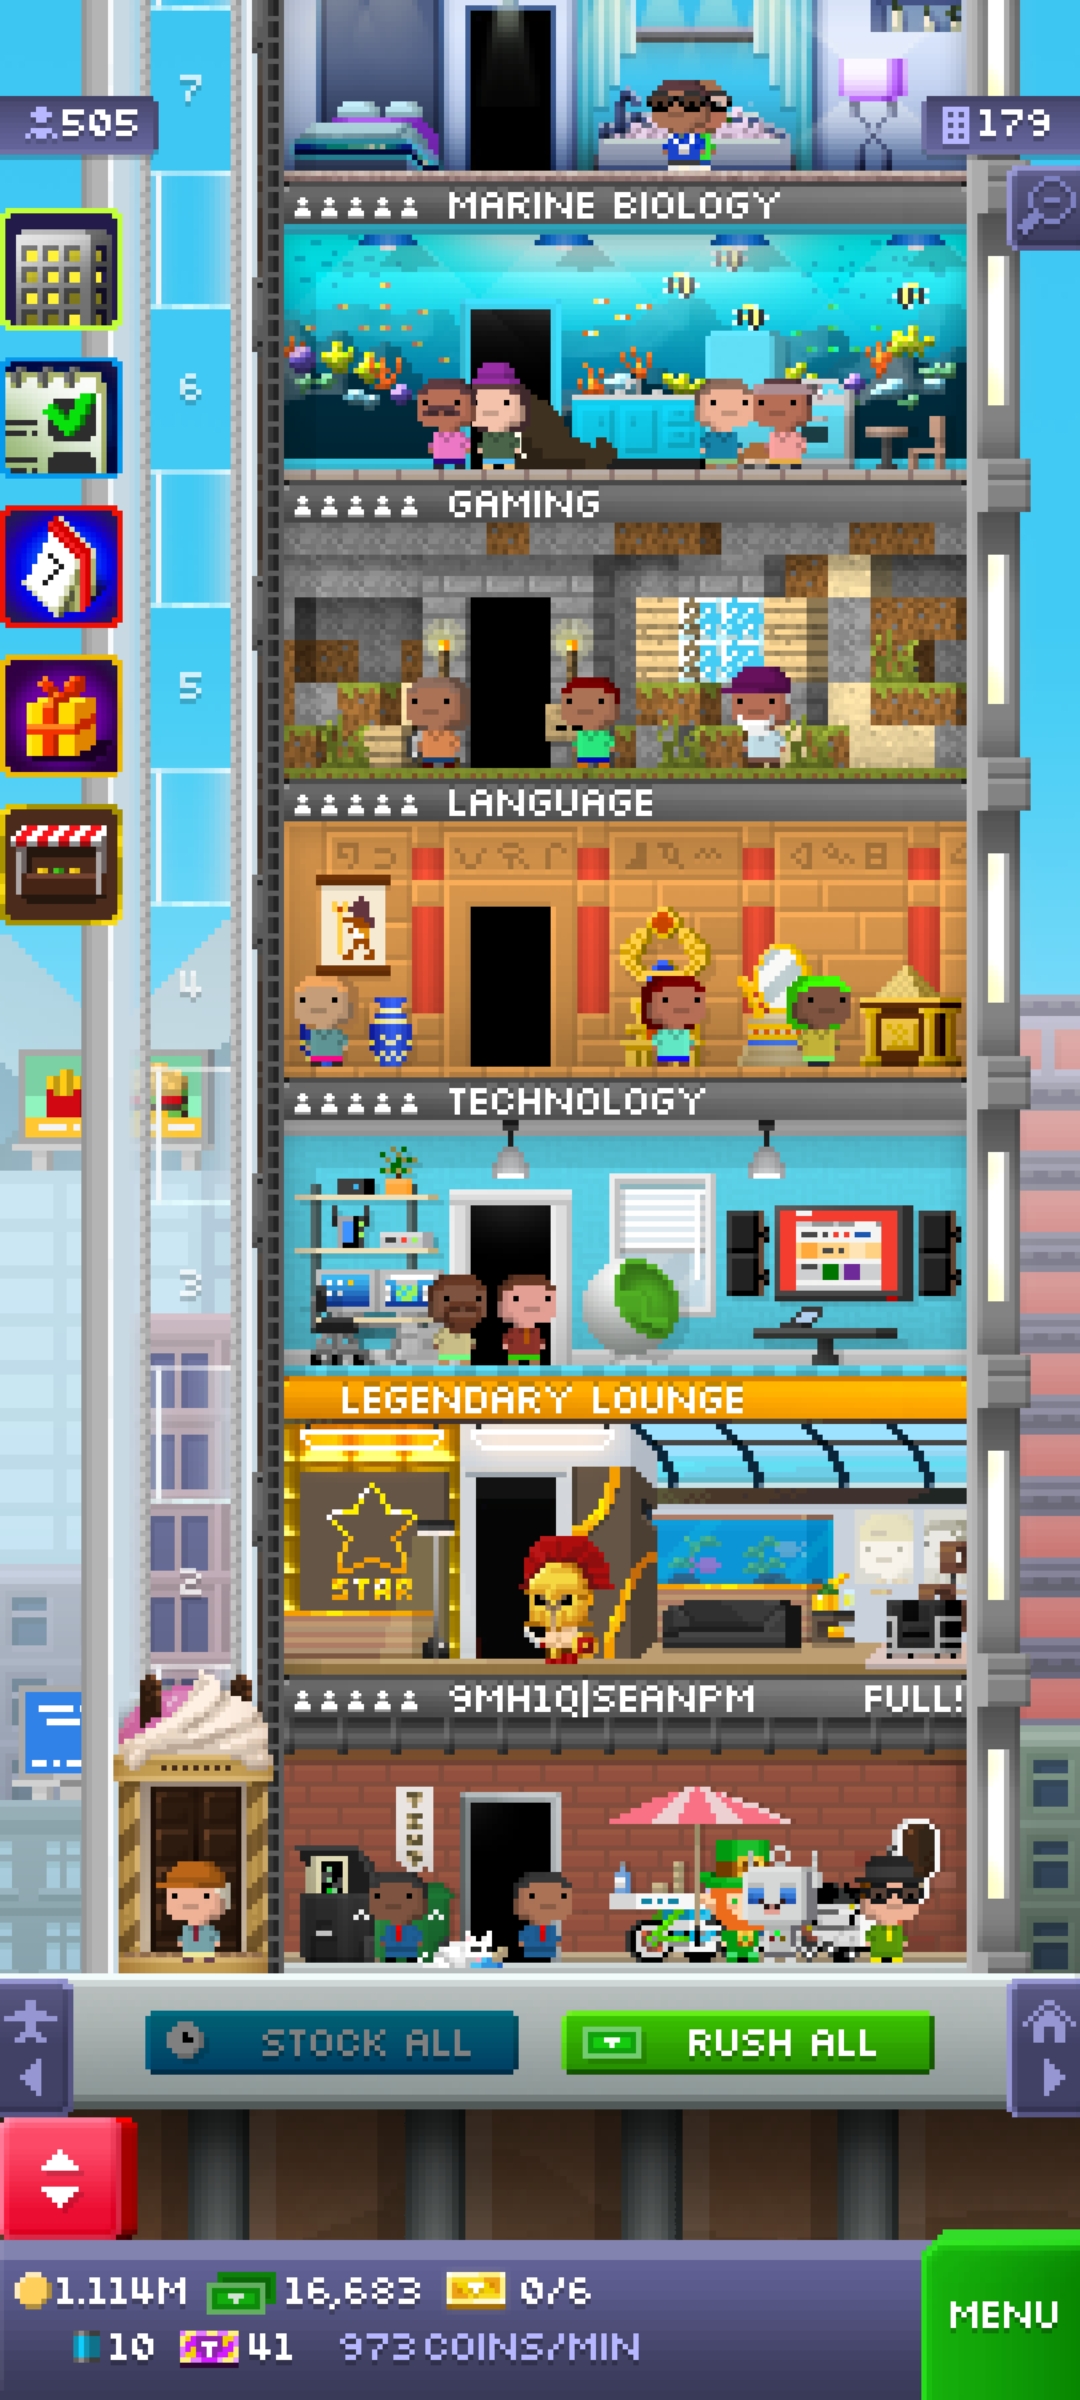 7
505
179
MARINE BIOLOGY
6
GAMING
7
5
LANGUAGE
4
TECHNOLOGY
3
LEGENDARY LOUNGE
STAR
2
9MH1Q|SEANPM FULL!
STOCK ALL
RUSH ALL
1.114M 16,683 0/6
MENU
10 41 973 COINS/MIN